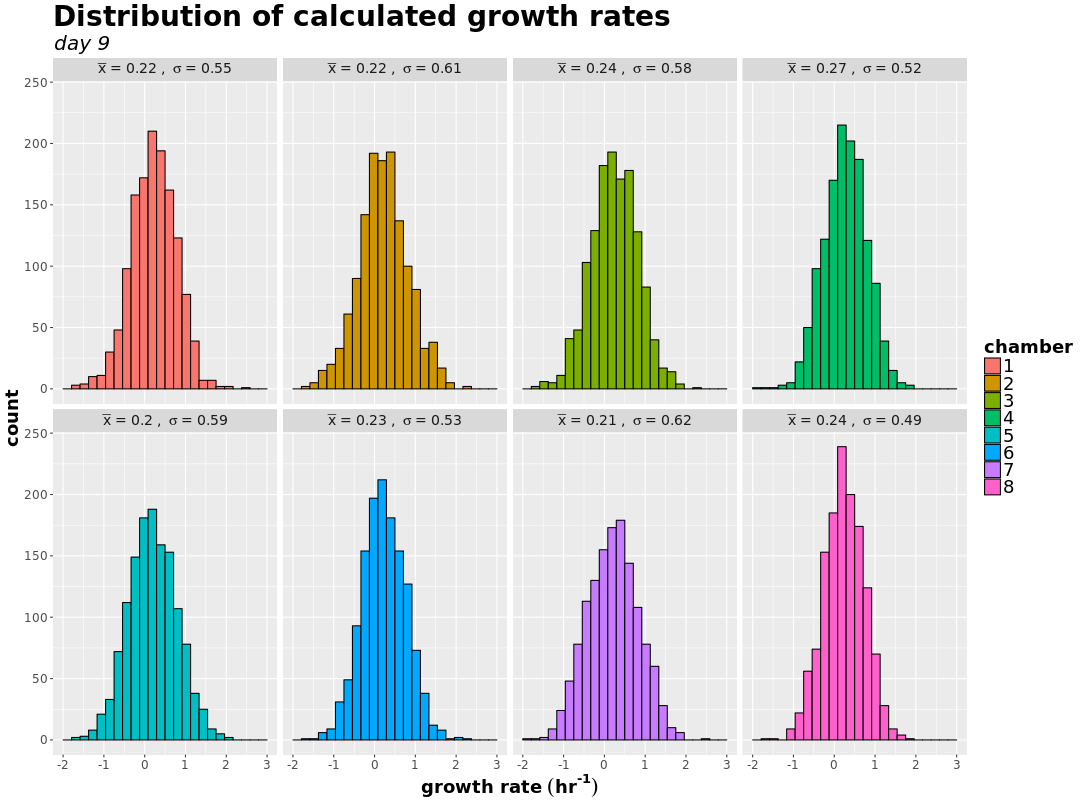 Distribution of calculated growth rates
day 9
x̅ = 0.22 , σ = 0.55
x̅ = 0.22 , σ = 0.61
x̅ = 0.24 , σ = 0.58
x̅ = 0.27 , σ = 0.52
250
200
150
100
50
0
x̅ = 0.2 , σ = 0.59
x̅ = 0.23 , σ = 0.53
x̅ = 0.21 , σ = 0.62
x̅ = 0.24 , σ = 0.49
250
200
150
100
50
0
-2 -1 0 1 2 3
-2 -1 0 1 2 3
-2 -1 0 1 2 3
-2 -1 0 1 2 3
count
growth rate (hr⁻¹)
chamber
1
2
3
4
5
6
7
8